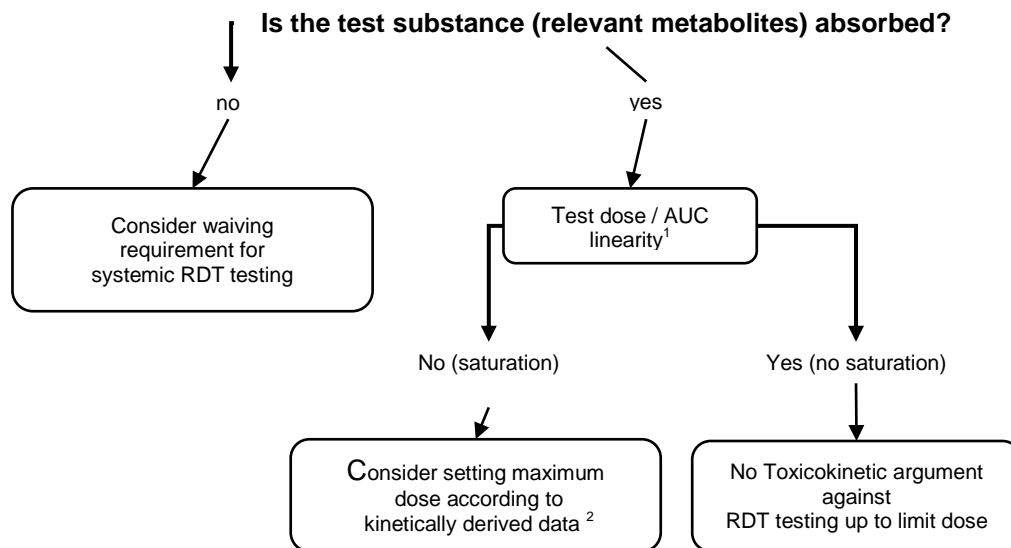 Is the test substance (relevant metabolites) absorbed?
no
yes
Consider waiving
requirement for
systemic RDT testing
Test dose / AUC
linearity¹
No (saturation)
Yes (no saturation)
Consider setting maximum
dose according to
kinetically derived data ²
No Toxicokinetic argument
against
RDT testing up to limit dose